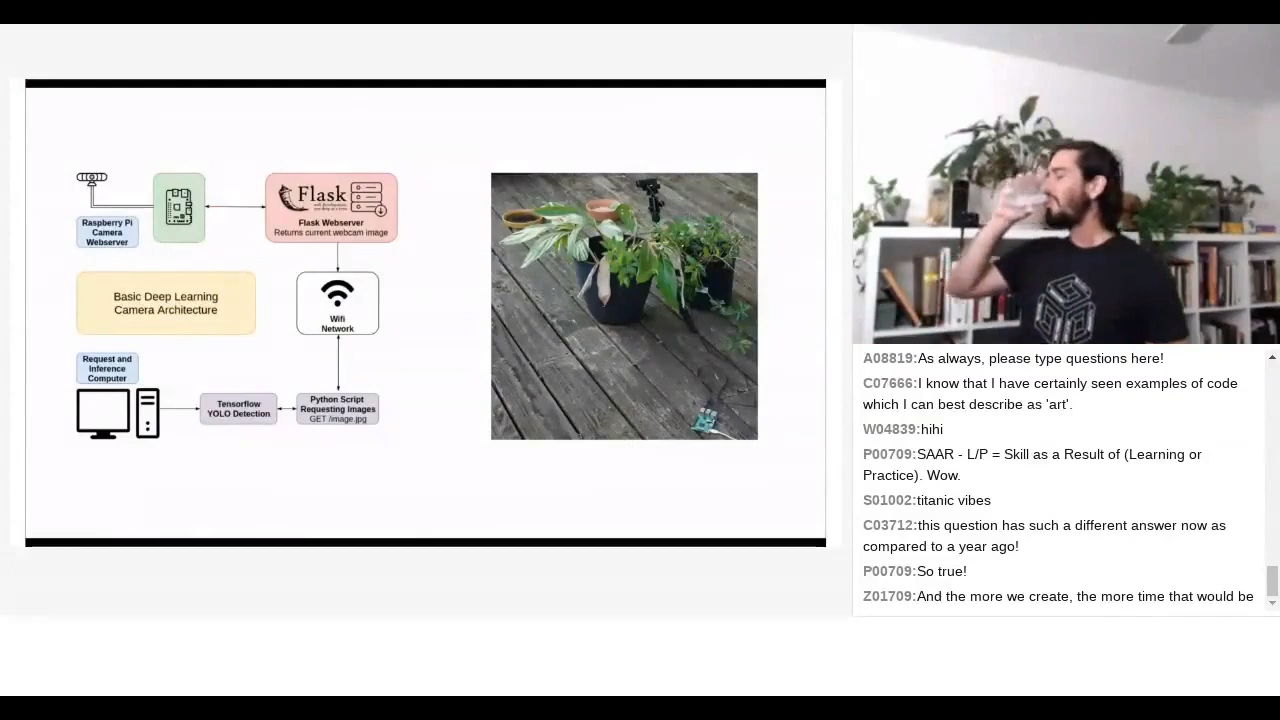 Raspberry Pi
Camera
Webserver
Flask
Flask Webserver
Returns current webcam image
Basic Deep Learning
Camera Architecture
Wifi
Network
Request and
Inference
Computer
Tensorflow
YOLO Detection
Python Script
Requesting Images
GET /image.jpg
A08819:As always, please type questions here!
C07666:I know that I have certainly seen examples of code
which I can best describe as 'art'.
W04839:hihi
P00709:SAAR - L/P = Skill as a Result of (Learning or
Practice). Wow.
S01002:titanic vibes
C03712:this question has such a different answer now as
compared to a year ago!
P00709:So true!
Z01709:And the more we create, the more time that would be